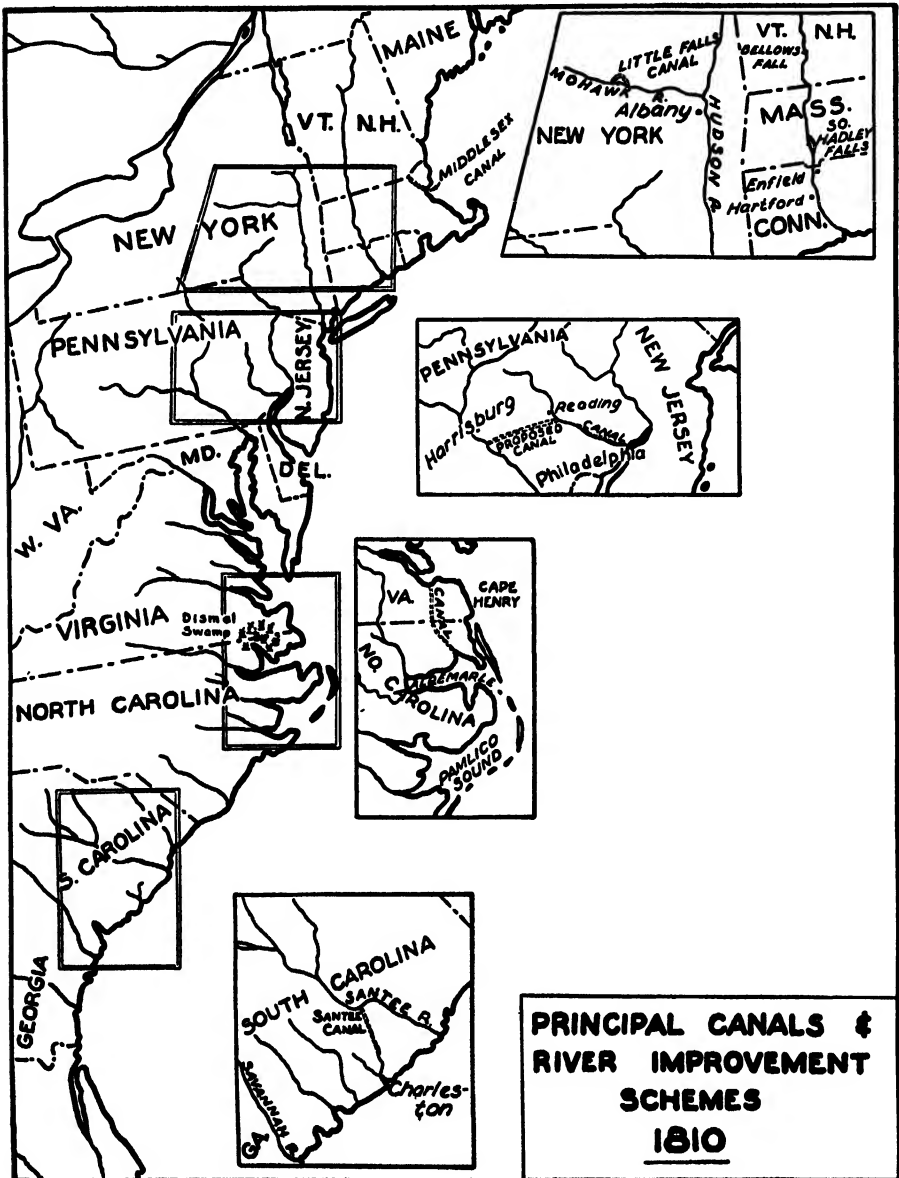 MAINE
VT.
N.H.
MIDDLESEX
CANAL
NEW YORK
PENNSYLVANIA
N. JERSEY
MD.
DEL.
W. VA.
VIRGINIA
Dismal
Swamp
NORTH CAROLINA
S. CAROLINA
GEORGIA
LITTLE FALLS
CANAL
MOHAWK
R.
Albany
NEW YORK
HUDSON R.
VT.
BELLOWS
FALL
N.H.
MASS.
SO.
HADLEY
FALLS
Enfield
Hartford
CONN.
PENNSYLVANIA
NEW JERSEY
Harrisburg
Reading
PROPOSED
CANAL
CANAL
Philadelphia
VA.
CANAL
CAPE
HENRY
NO. CAROLINA
ALBEMARLE
PAMLICO
SOUND
SOUTH CAROLINA
SANTEE R.
SANTEE
CANAL
SAVANNAH R.
GA
Charles-
ton
PRINCIPAL CANALS &
RIVER IMPROVEMENT
SCHEMES
1810